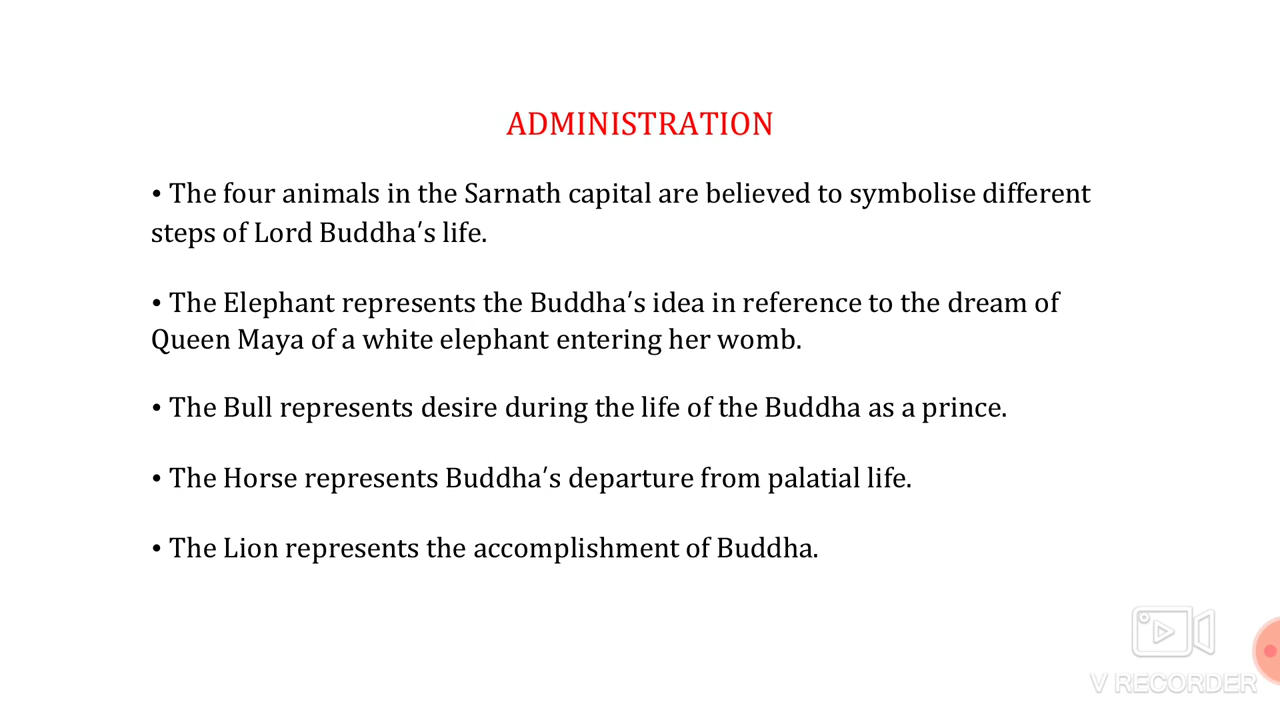 ADMINISTRATION
• The four animals in the Sarnath capital are believed to symbolise different
steps of Lord Buddha′s life.
• The Elephant represents the Buddha′s idea in reference to the dream of
Queen Maya of a white elephant entering her womb.
• The Bull represents desire during the life of the Buddha as a prince.
• The Horse represents Buddha′s departure from palatial life.
• The Lion represents the accomplishment of Buddha.
V RECORDER